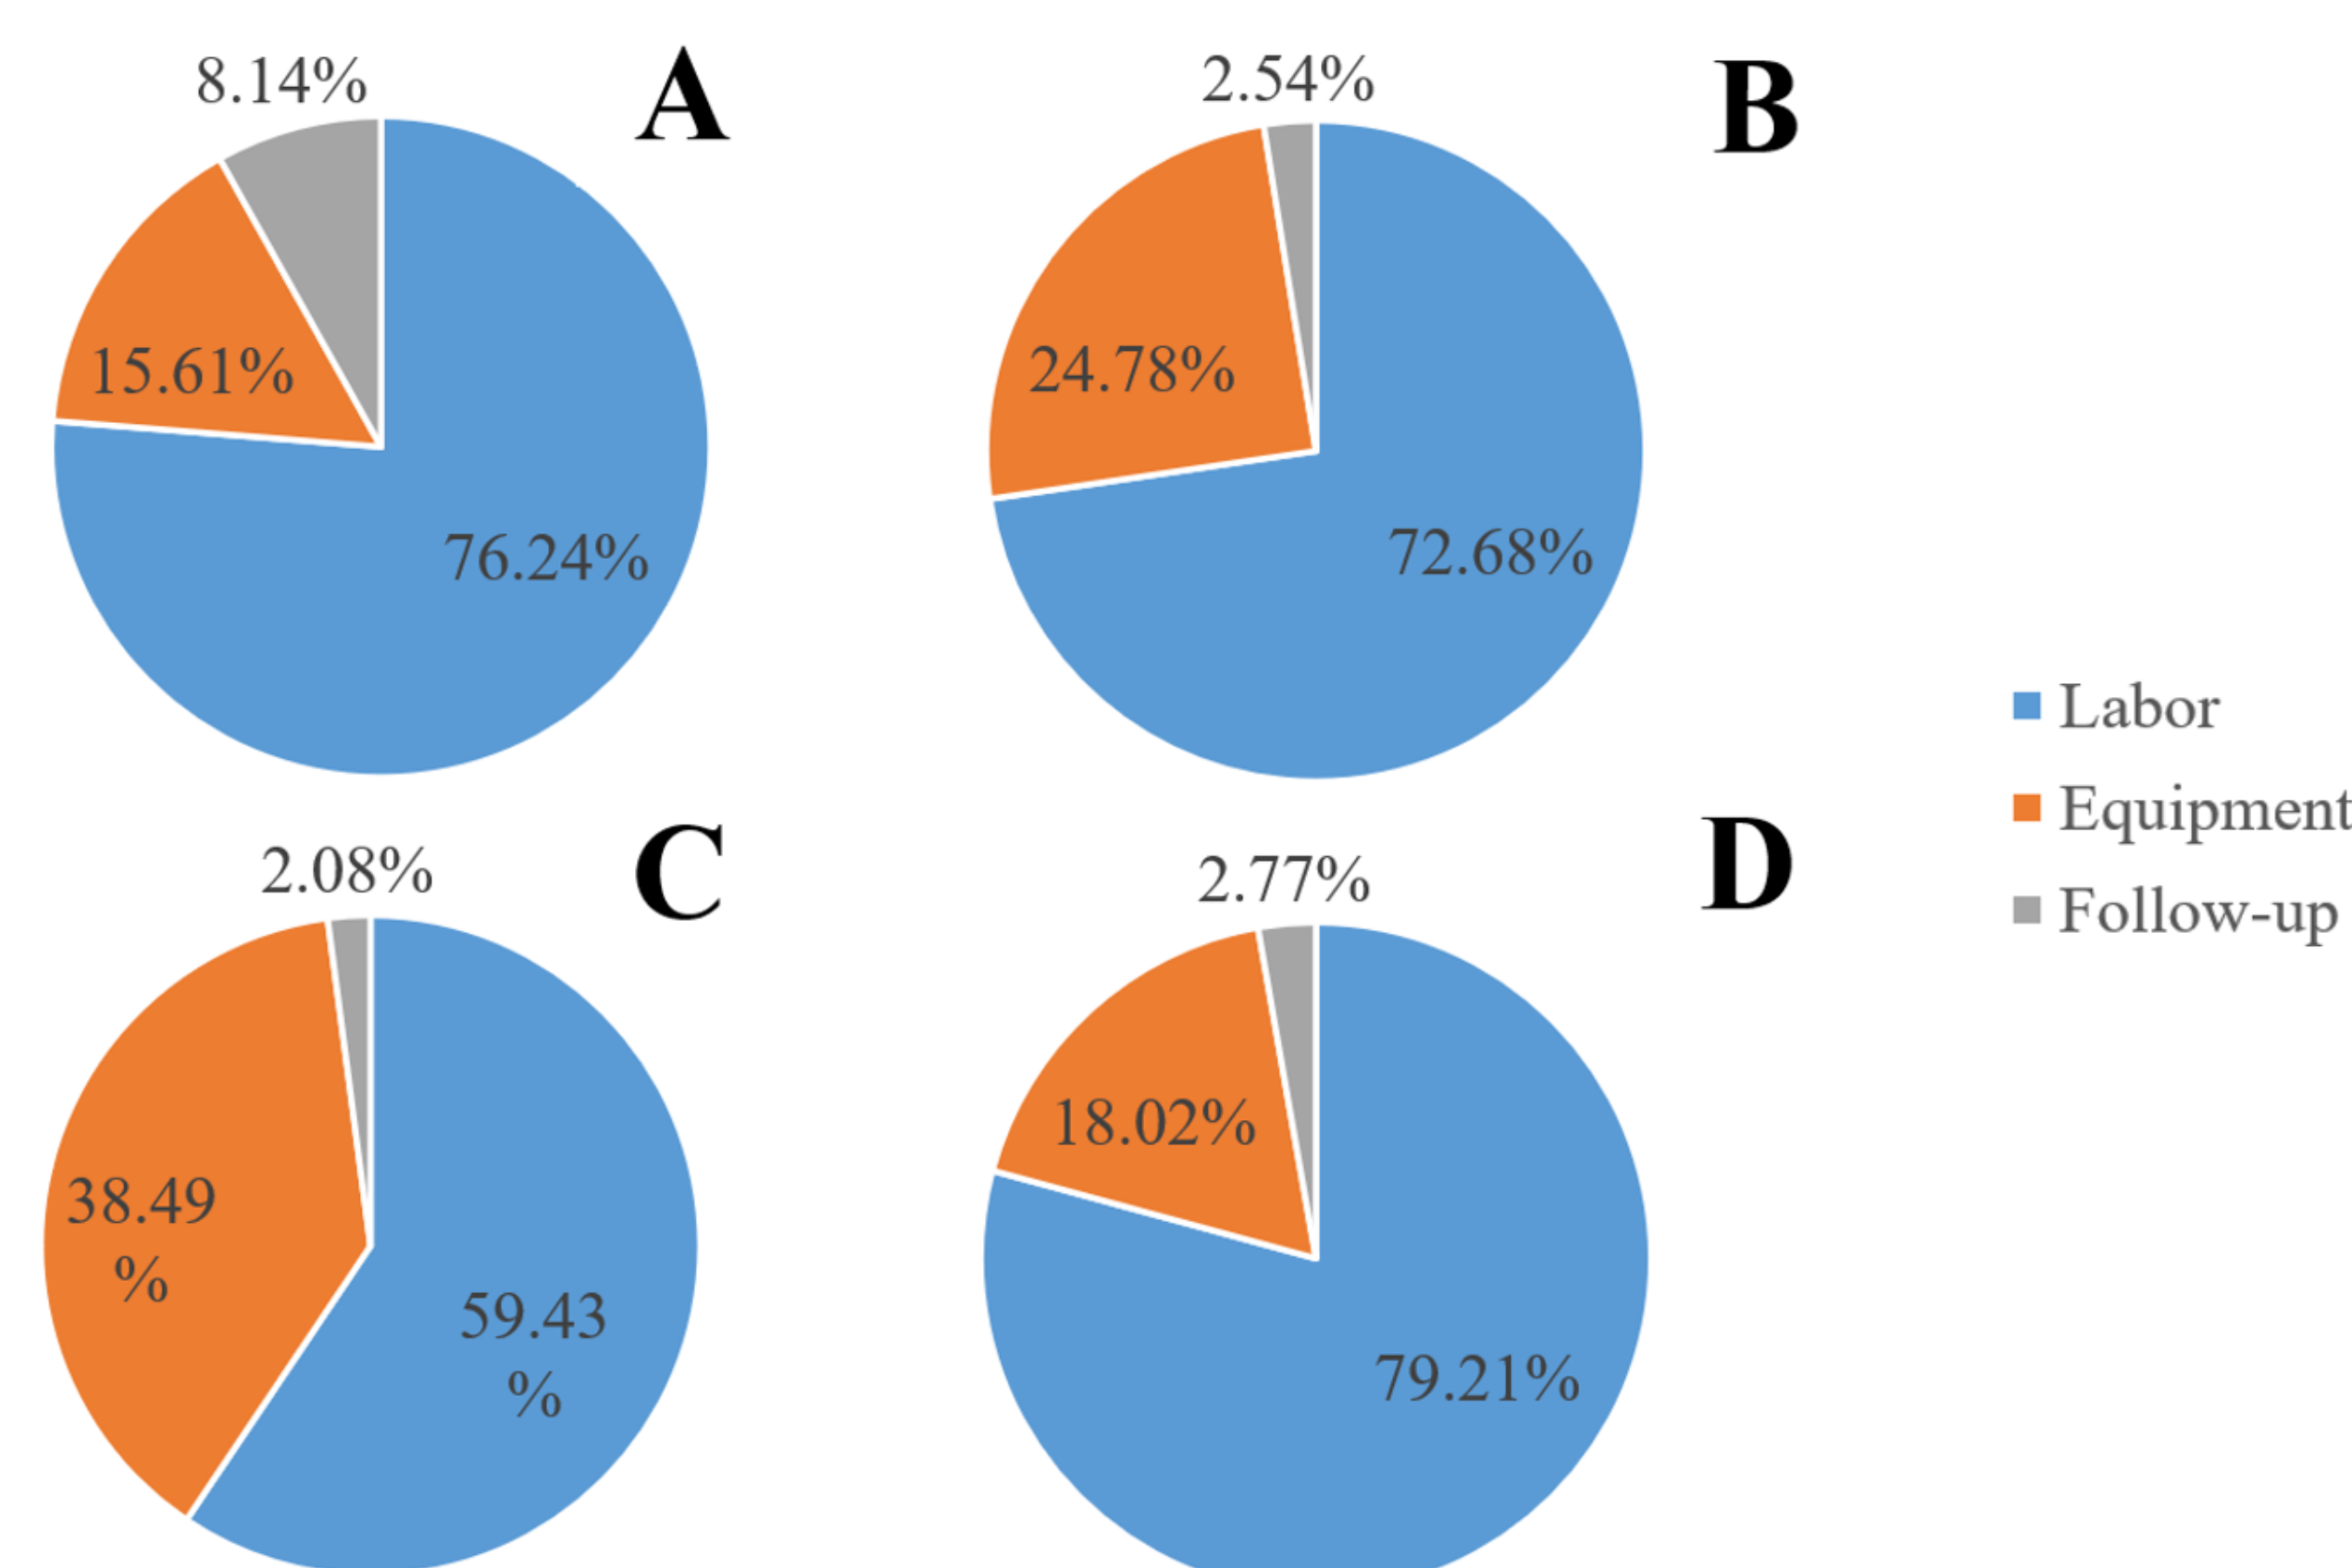 8.14%
A
15.61%
76.24%
2.54%
B
24.78%
72.68%
2.08%
C
38.49
%
59.43
%
2.77%
D
18.02%
79.21%
Labor
Equipment
Follow-up